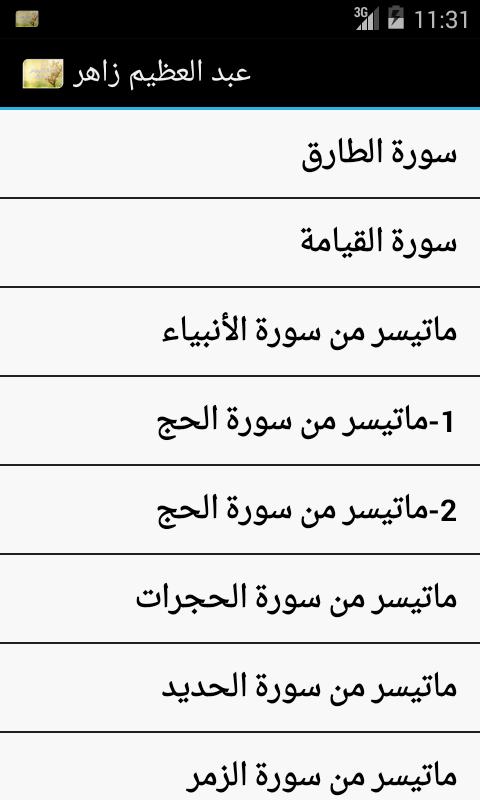 3G 11:31
عبد العظيم زاهر
سورة الطارق
سورة القيامة
ماتيسر من سورة الأنبياء
1-ماتيسر من سورة الحج
2-ماتيسر من سورة الحج
ماتيسر من سورة الحجرات
ماتيسر من سورة الحديد
ماتيسر من سورة الزمر